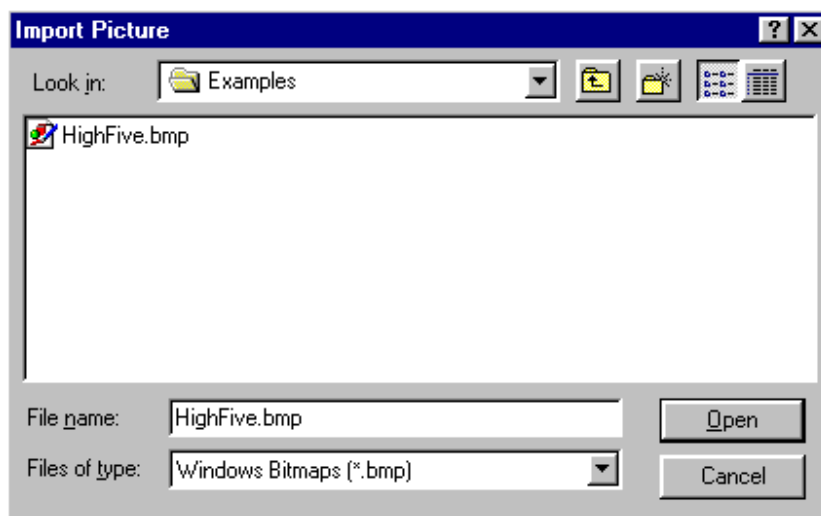 Import Picture
Look in: Examples
HighFive.bmp
File name: HighFive.bmp Open
Files of type: Windows Bitmaps (*.bmp) Cancel